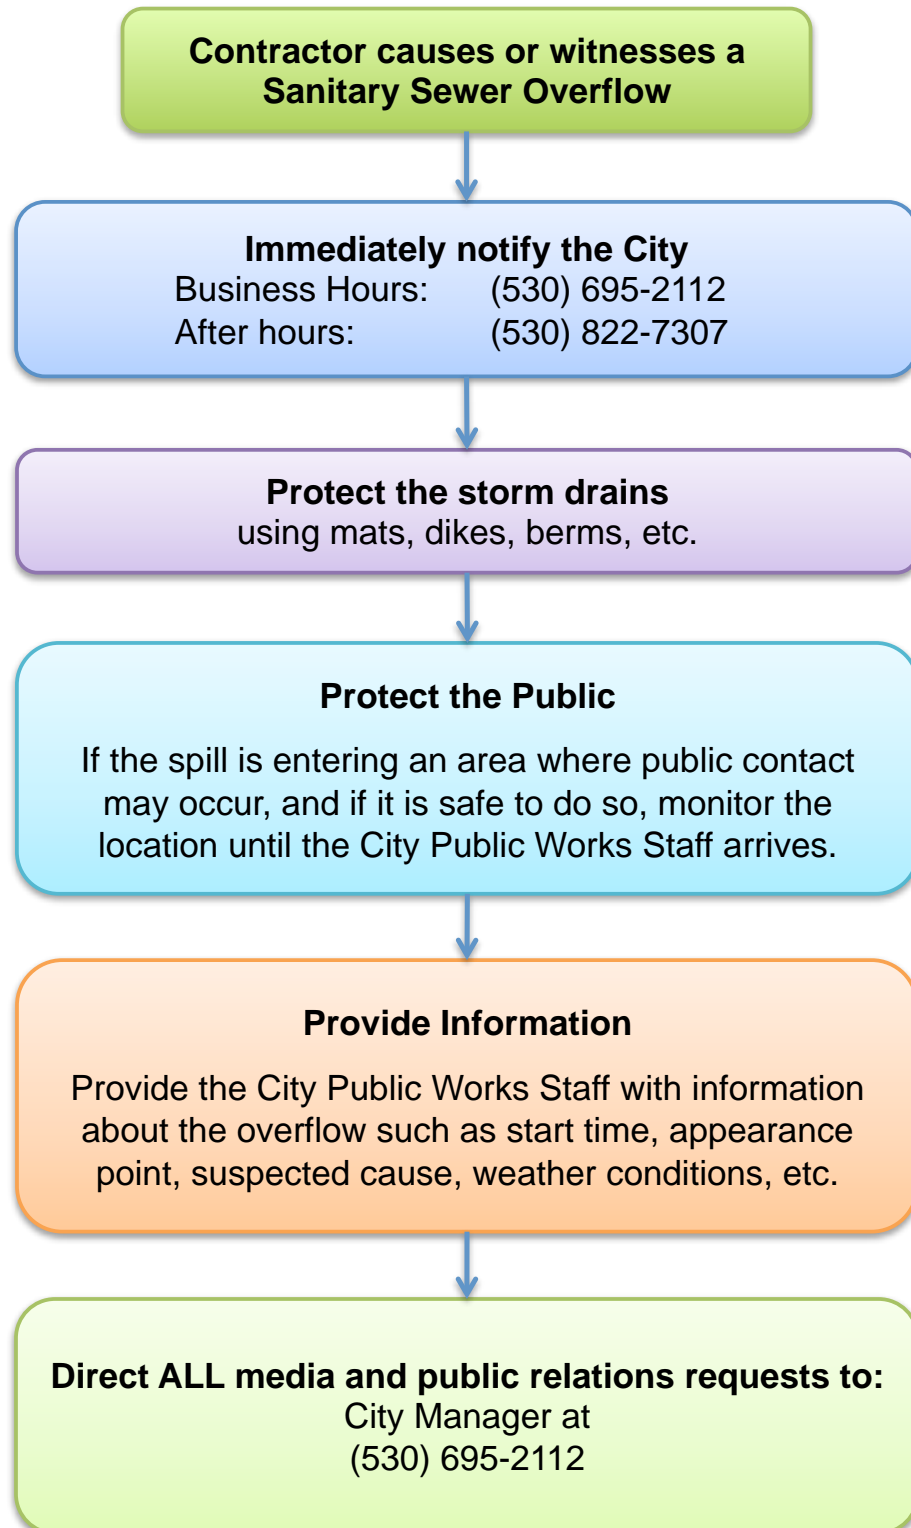 Contractor causes or witnesses a
Sanitary Sewer Overflow
Immediately notify the City
Business Hours: (530) 695-2112
After hours: (530) 822-7307
Protect the storm drains
using mats, dikes, berms, etc.
Protect the Public
If the spill is entering an area where public contact
may occur, and if it is safe to do so, monitor the
location until the City Public Works Staff arrives.
Provide Information
Provide the City Public Works Staff with information
about the overflow such as start time, appearance
point, suspected cause, weather conditions, etc.
Direct ALL media and public relations requests to:
City Manager at
(530) 695-2112